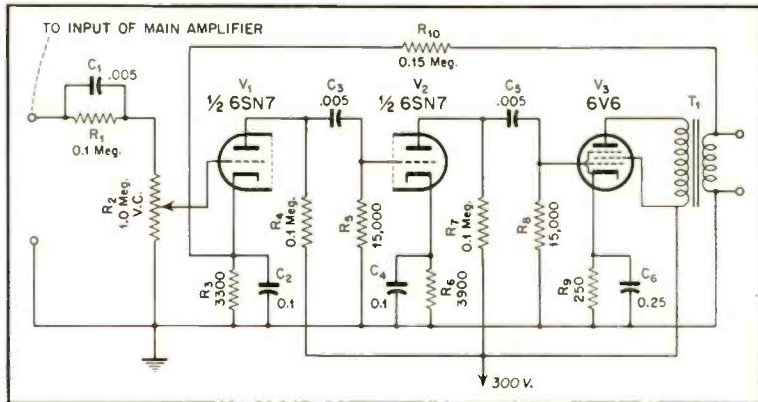 TO INPUT OF MAIN AMPLIFIER
C1
.005
R1
0.1 Meg.
R2
1.0 Meg.
V.C.
V1
½ 6SN7
R3
3300
C2
0.1
R4
0.1 Meg.
C3
.005
R5
15,000
R10
0.15 Meg.
V2
½ 6SN7
C4
0.1
R6
3900
R7
0.1 Meg.
C5
.005
R8
15,000
V3
6V6
R9
250
C6
0.25
T1
300 V.